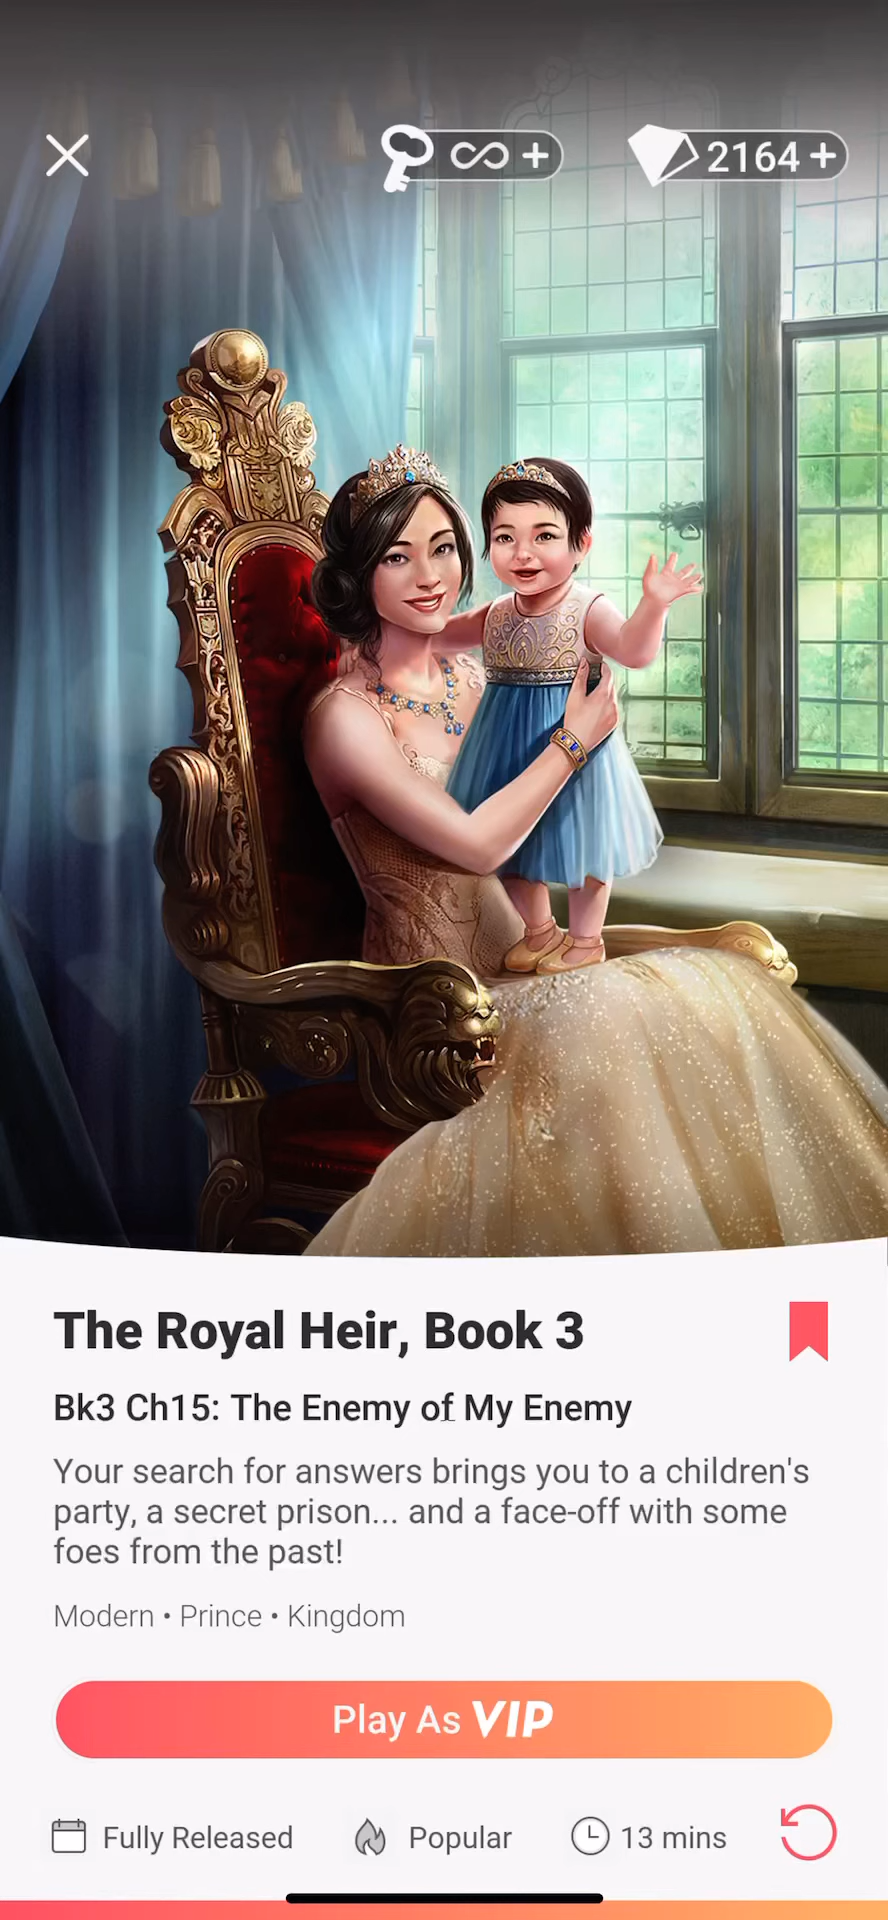 2164
The Royal Heir, Book 3
Bk3 Ch15: The Enemy of My Enemy
Your search for answers brings you to a children's
party, a secret prison... and a face-off with some
foes from the past!
Modern • Prince • Kingdom
Play As VIP
Fully Released
Popular
13 mins